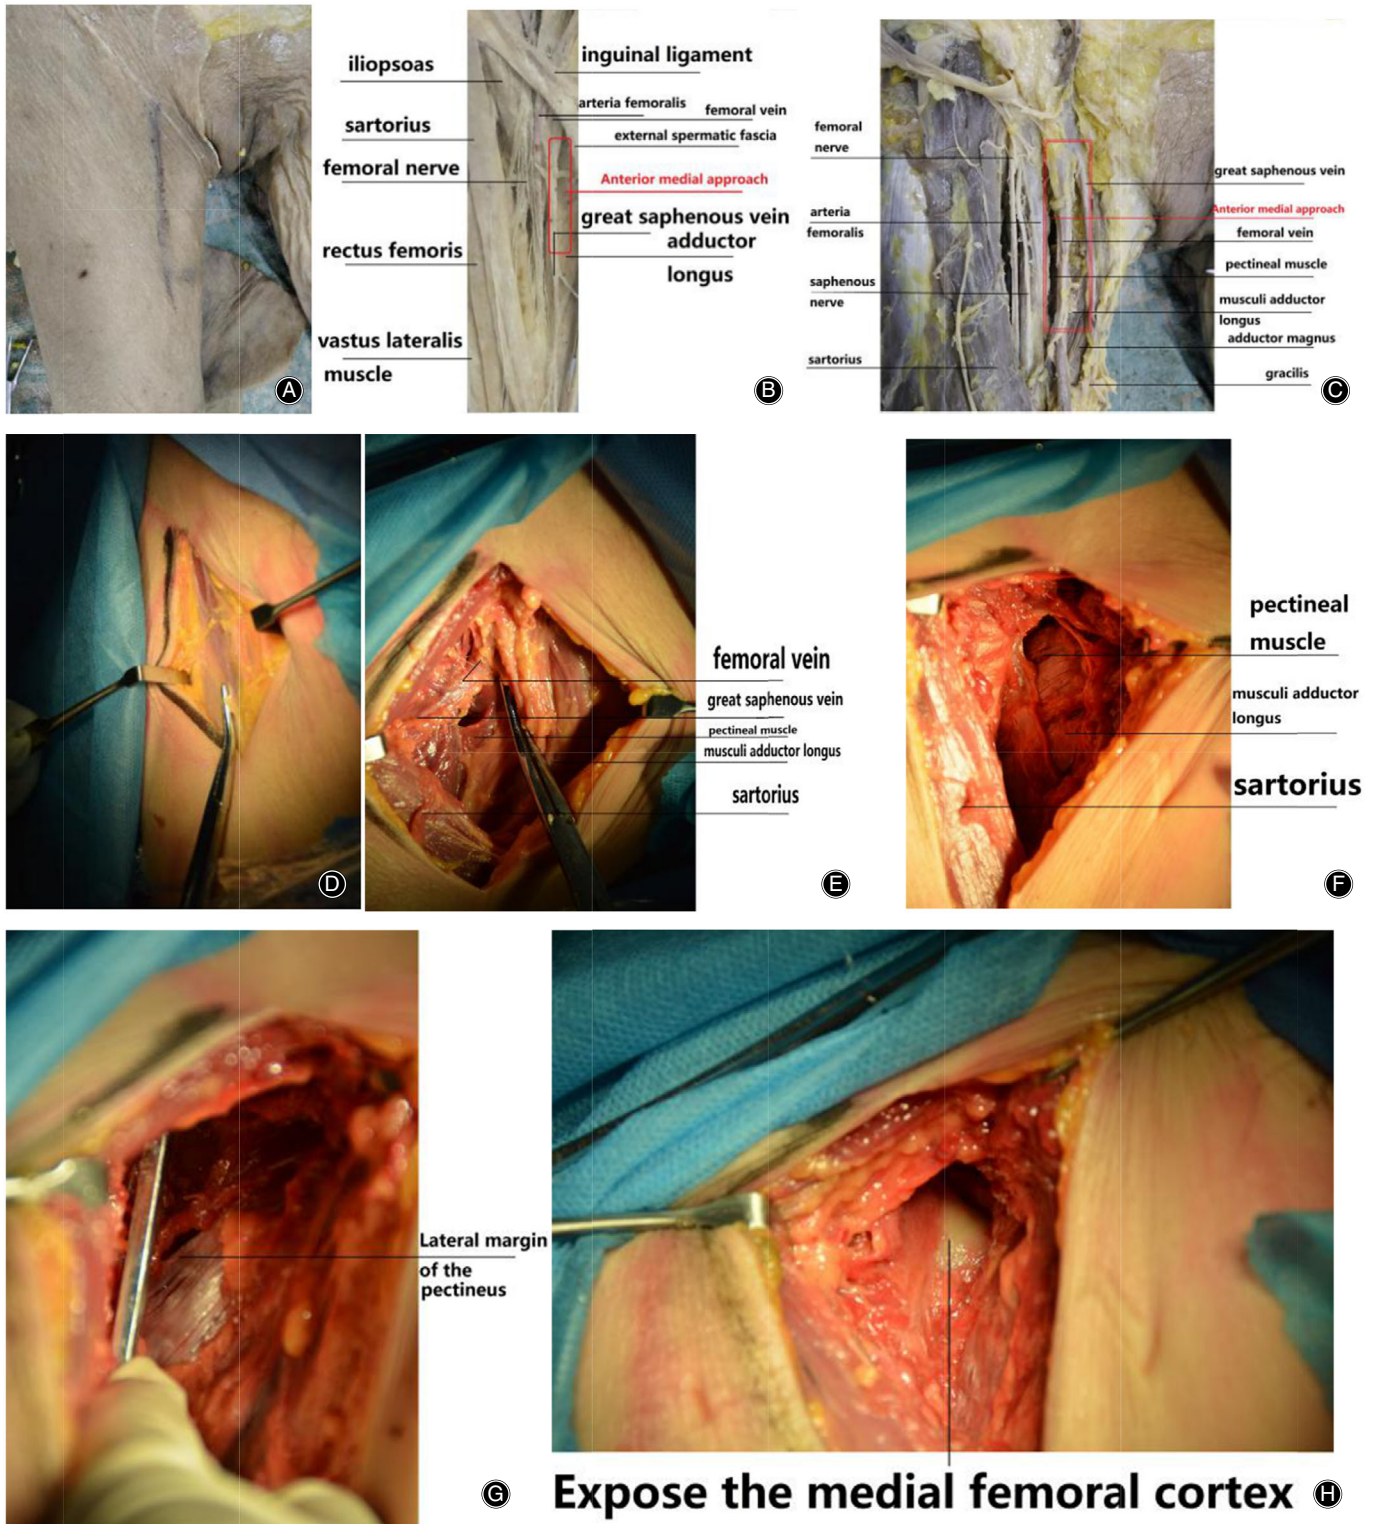 iliopsoas
sartorius
femoral nerve
rectus femoris
vastus lateralis
muscle
inguinal ligament
arteria femoralis
femoral vein
external spermatic fascia
Anterior medial approach
great saphenous vein
adductor
longus
femoral
nerve
arteria
femoralis
saphenous
nerve
sartorius
great saphenous vein
Anterior medial approach
femoral vein
pectineal muscle
musculi adductor
longus
adductor magnus
gracilis
A
B
C
femoral vein
great saphenous vein
pectineal muscle
musculi adductor longus
sartorius
pectineal
muscle
musculi adductor
longus
sartorius
D
E
F
Lateral margin
of the
pectineus
G
Expose the medial femoral cortex
H